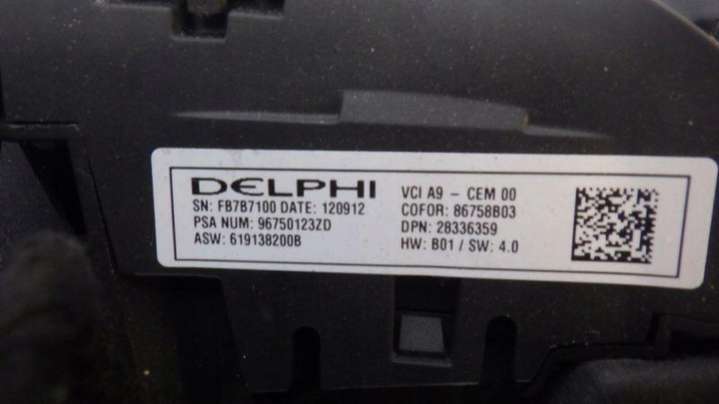 DELPHI
SN: FB7B7100 DATE: 120912
PSA NUM: 96750123ZD
ASW: 619138200B
VCI A9 - CEM 00
COFOR: 86758B03
DPN: 28336359
HW: B01 / SW: 4.0